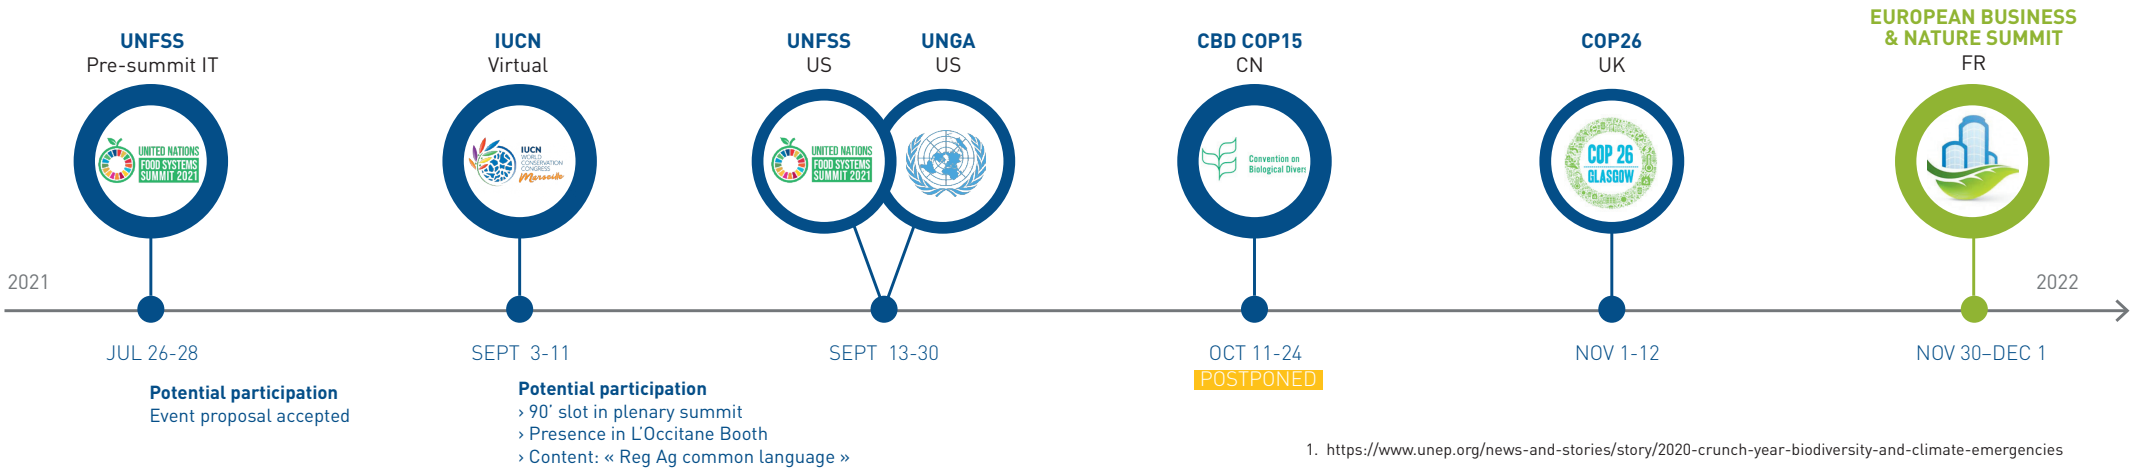 UNFSS
Pre-summit IT
IUCN
Virtual
UNFSS
US
UNGA
US
CBD COP15
CN
COP26
UK
EUROPEAN BUSINESS
& NATURE SUMMIT
FR
UNITED NATIONS
FOOD SYSTEMS
SUMMIT 2021
IUCN
WORLD
CONSERVATION
CONGRESS
Marseille
UNITED NATIONS
FOOD SYSTEMS
SUMMIT 2021
Convention on
Biological Divers
COP 26
GLASGOW
2021
2022
JUL 26-28
SEPT 3-11
SEPT 13-30
OCT 11-24
POSTPONED
NOV 1-12
NOV 30–DEC 1
Potential participation
Event proposal accepted
Potential participation
› 90’ slot in plenary summit
› Presence in L’Occitane Booth
› Content: « Reg Ag common language »
1. https://www.unep.org/news-and-stories/story/2020-crunch-year-biodiversity-and-climate-emergencies